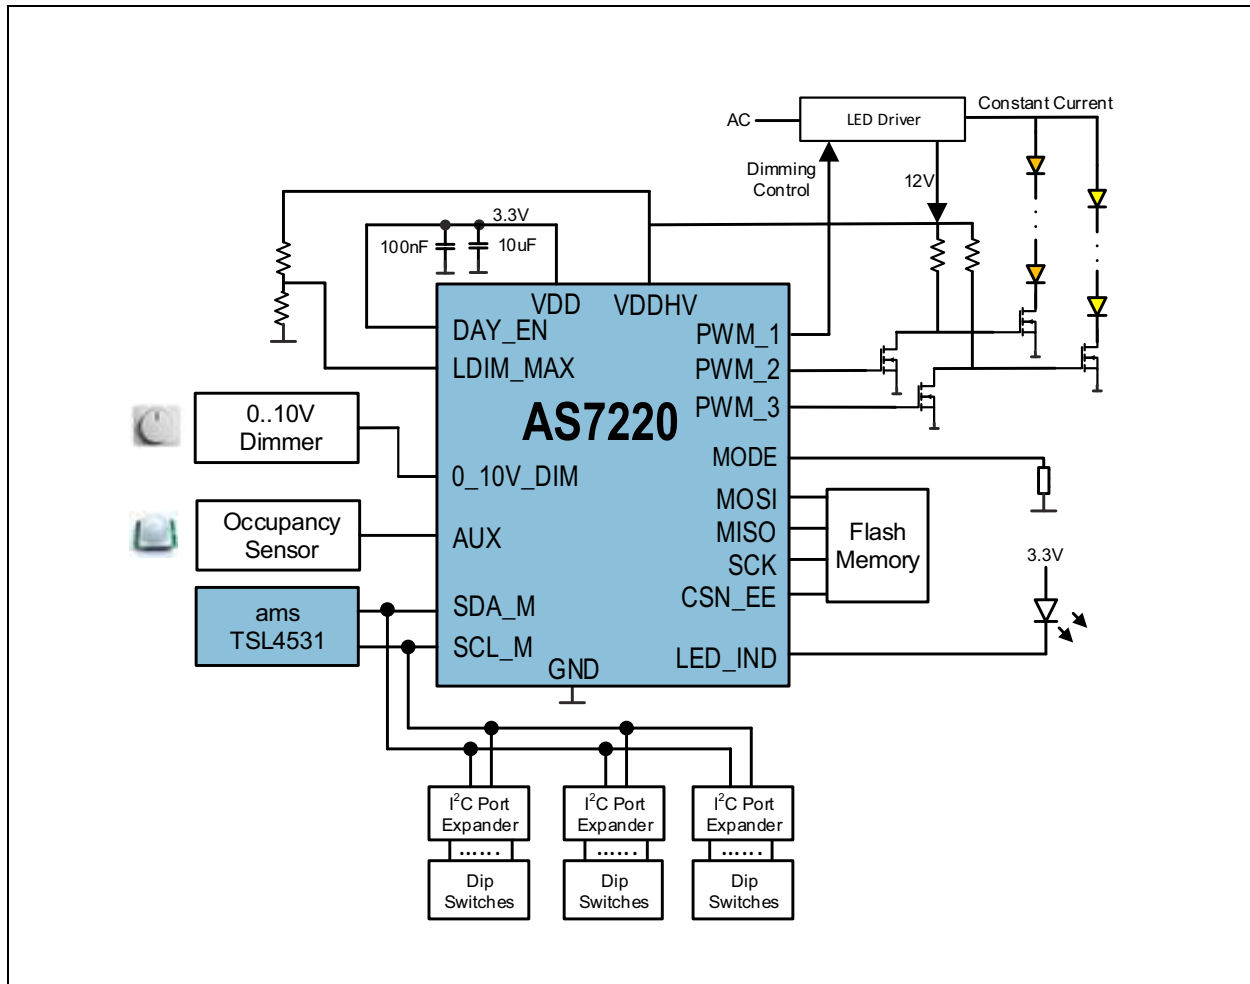 Constant Current
AC
LED Driver
Dimming
Control
12V
3.3V
100nF
10uF
VDD
VDDHV
DAY_EN
LDIM_MAX
PWM_1
PWM_2
PWM_3
AS7220
0..10V
Dimmer
0_10V_DIM
MODE
MOSI
MISO
SCK
CSN_EE
Flash
Memory
Occupancy
Sensor
AUX
3.3V
ams
TSL4531
SDA_M
SCL_M
GND
LED_IND
I²C Port
Expander
I²C Port
Expander
I²C Port
Expander
......
......
......
Dip
Switches
Dip
Switches
Dip
Switches